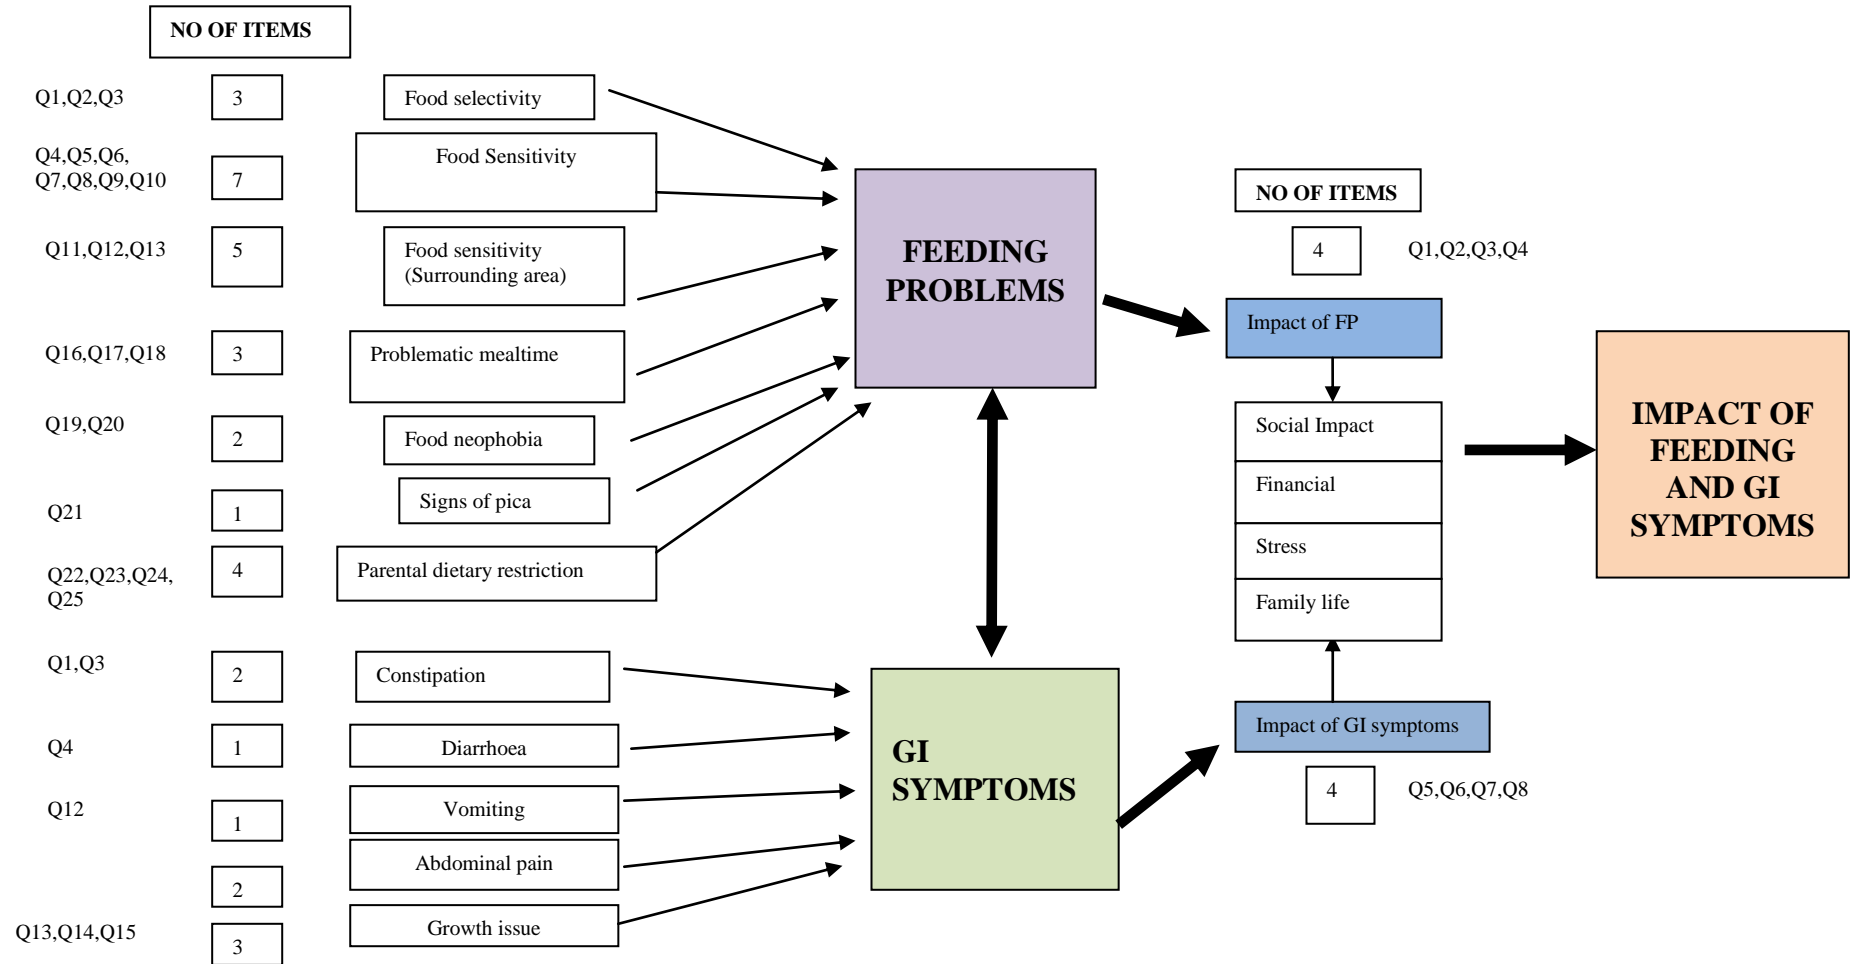 NO OF ITEMS
Q1,Q2,Q3
3
Food selectivity
Q4,Q5,Q6,
Q7,Q8,Q9,Q10
7
Food Sensitivity
Q11,Q12,Q13
5
Food sensitivity
(Surrounding area)
Q16,Q17,Q18
3
Problematic mealtime
Q19,Q20
2
Food neophobia
Q21
1
Signs of pica
Q22,Q23,Q24,
Q25
4
Parental dietary restriction
Q1,Q3
2
Constipation
Q4
1
Diarrhoea
Q12
1
Vomiting
2
Abdominal pain
Q13,Q14,Q15
3
Growth issue
FEEDING
PROBLEMS
GI
SYMPTOMS
NO OF ITEMS
4
Q1,Q2,Q3,Q4
Impact of FP
Social Impact
Financial
Stress
Family life
Impact of GI symptoms
4
Q5,Q6,Q7,Q8
IMPACT OF
FEEDING
AND GI
SYMPTOMS